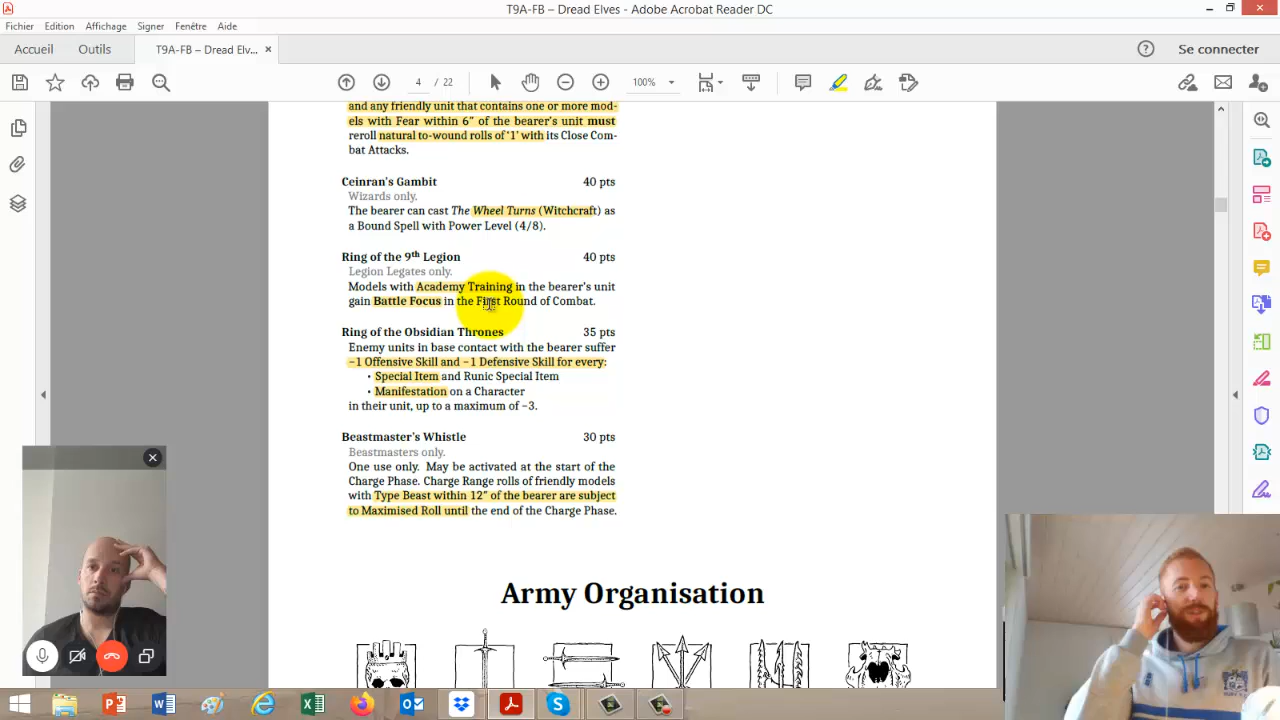 T9A-FB – Dread Elves - Adobe Acrobat Reader DC
Fichier Edition Affichage Signer Fenêtre Aide
Accueil Outils T9A-FB – Dread Elv... × Se connecter
4 / 22 100%
and any friendly unit that contains one or more mod-
els with Fear within 6″ of the bearer's unit must
reroll natural to-wound rolls of '1' with its Close Com-
bat Attacks.
Ceinran's Gambit 40 pts
Wizards only.
The bearer can cast The Wheel Turns (Witchcraft) as
a Bound Spell with Power Level (4/8).
Ring of the 9th Legion 40 pts
Legion Legates only.
Models with Academy Training in the bearer's unit
gain Battle Focus in the First Round of Combat.
Ring of the Obsidian Thrones 35 pts
Enemy units in base contact with the bearer suffer
−1 Offensive Skill and −1 Defensive Skill for every:
• Special Item and Runic Special Item
• Manifestation on a Character
in their unit, up to a maximum of −3.
Beastmaster's Whistle 30 pts
Beastmasters only.
One use only. May be activated at the start of the
Charge Phase. Charge Range rolls of friendly models
with Type Beast within 12″ of the bearer are subject
to Maximised Roll until the end of the Charge Phase.
Army Organisation